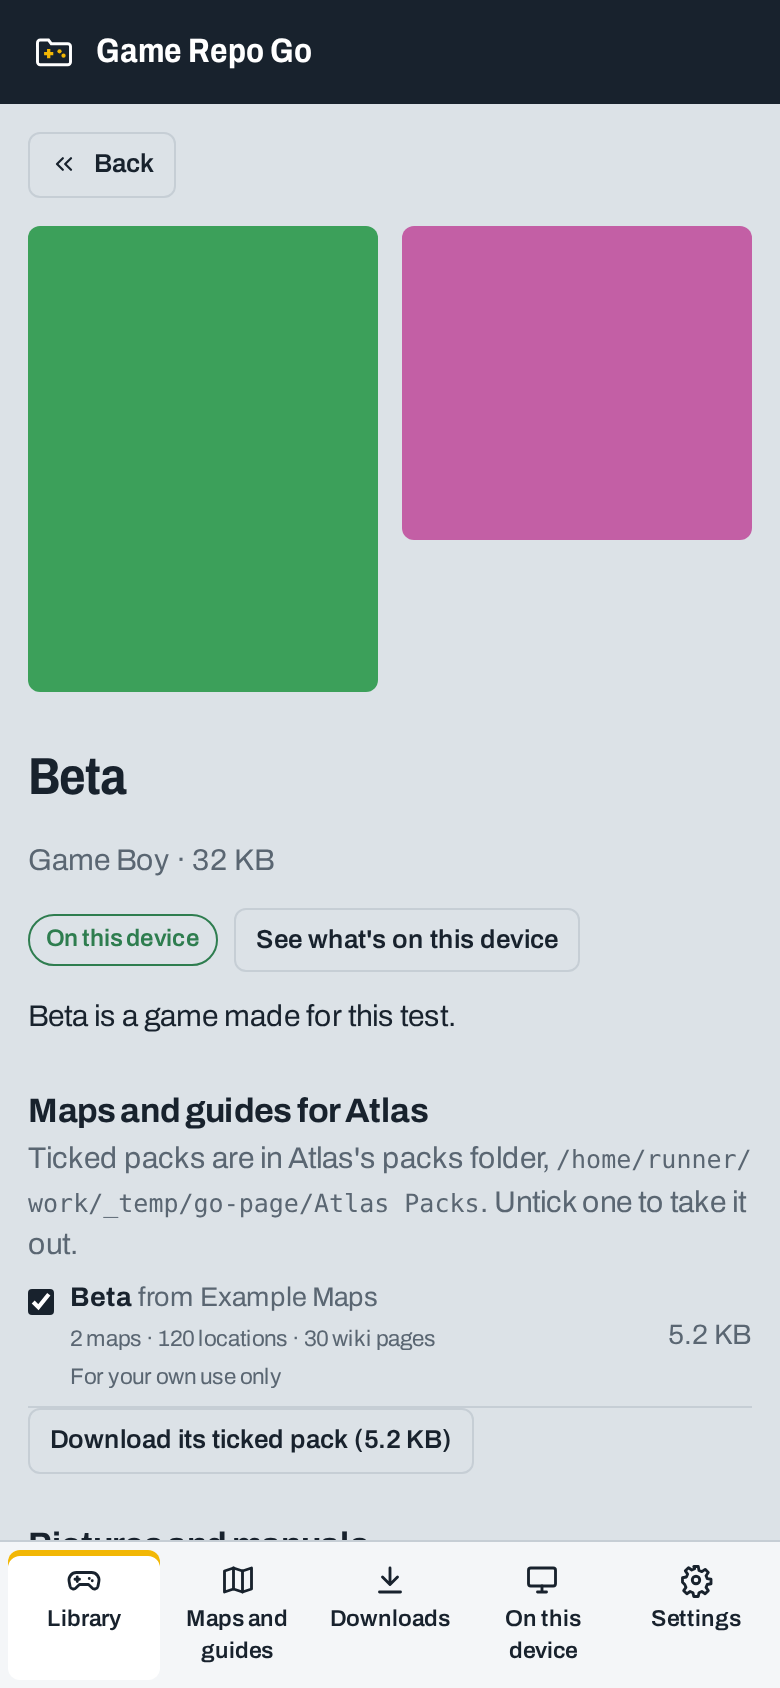 Game Repo Go
Back
Beta
Game Boy · 32 KB
On this device
See what's on this device
Beta is a game made for this test.
Maps and guides for Atlas
Ticked packs are in Atlas's packs folder, /home/runner/
work/_temp/go-page/Atlas Packs. Untick one to take it
out.
Beta from Example Maps
2 maps · 120 locations · 30 wiki pages
5.2 KB
For your own use only
Download its ticked pack (5.2 KB)
Pictures and manuals
Library
Maps and
guides
Downloads
On this
device
Settings